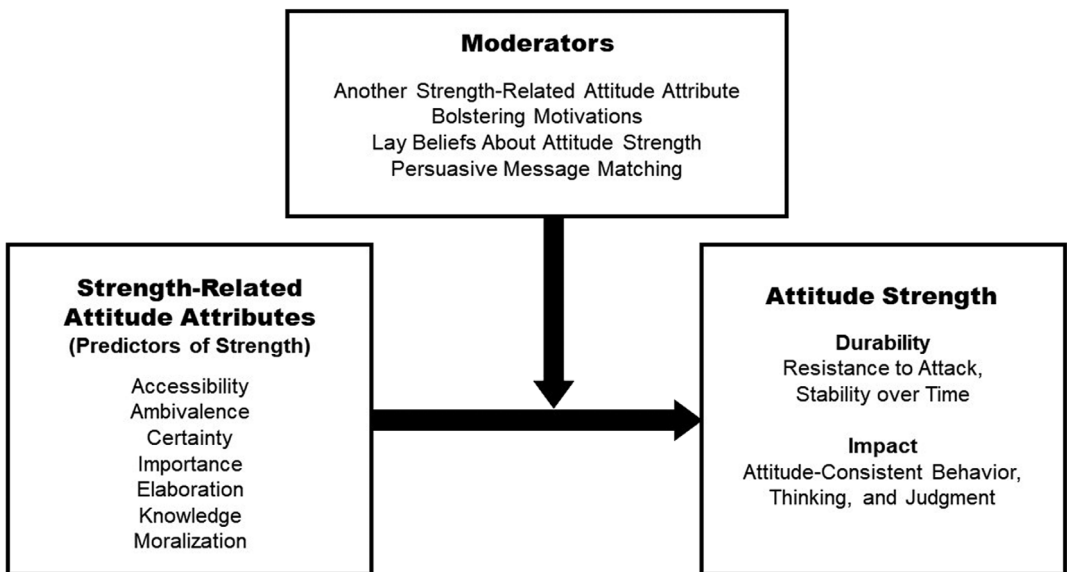 Moderators
Another Strength-Related Attitude Attribute
Bolstering Motivations
Lay Beliefs About Attitude Strength
Persuasive Message Matching
Strength-Related
Attitude Attributes
(Predictors of Strength)
Accessibility
Ambivalence
Certainty
Importance
Elaboration
Knowledge
Moralization
Attitude Strength
Durability
Resistance to Attack,
Stability over Time
Impact
Attitude-Consistent Behavior,
Thinking, and Judgment